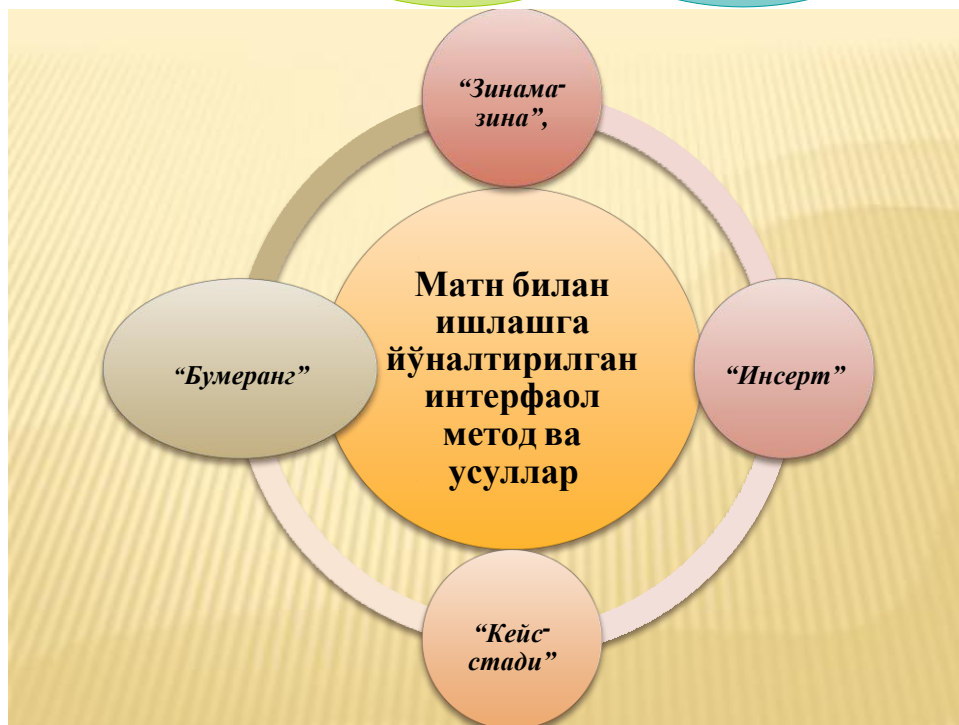 “Зинама-
зина”,
Матн билан
ишлашга
йўналтирилган
интерфаол
метод ва
усуллар
“Бумеранг”
“Инсерт”
“Кейс-
стади”